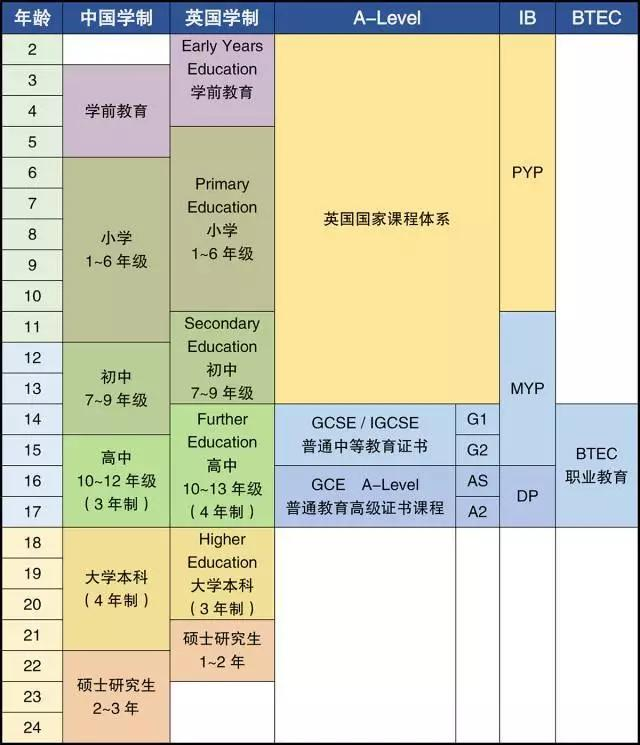 年龄 中国学制 英国学制 A-Level IB BTEC
2
3
4
5
6
7
8
9
10
11
12
13
14
15
16
17
18
19
20
21
22
23
24
学前教育
小学
1~6 年级
初中
7~9 年级
高中
10~12 年级
（3 年制）
大学本科
（4 年制）
硕士研究生
2~3 年
Early Years
Education
学前教育
Primary
Education
小学
1~6 年级
Secondary
Education
初中
7~9 年级
Further
Education
高中
10~13 年级
（4 年制）
Higher
Education
大学本科
（3 年制）
硕士研究生
1~2 年
英国国家课程体系
GCSE / IGCSE
普通中等教育证书
G1
G2
GCE A-Level
普通教育高级证书课程
AS
A2
PYP
MYP
DP
BTEC
职业教育